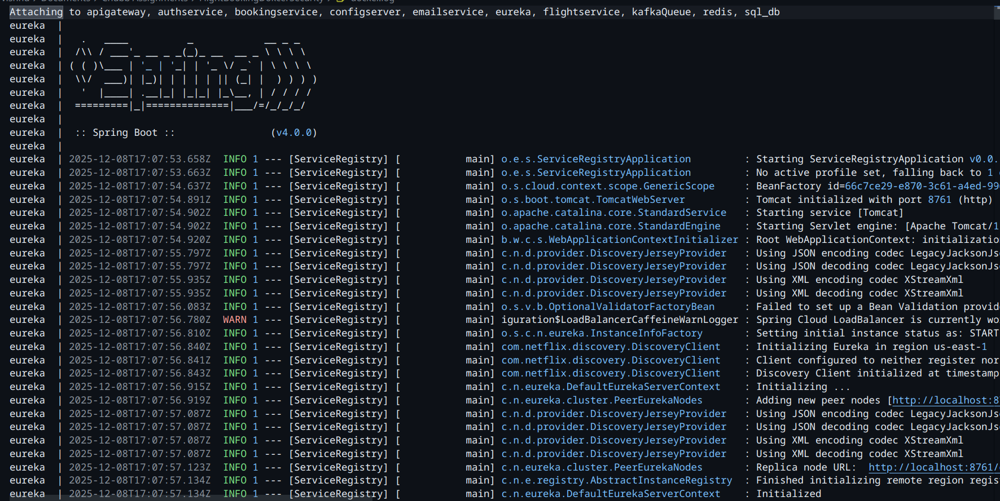 Attaching to apigateway, authservice, bookingservice, configserver, emailservice, eureka, flightservice, kafkaQueue, redis, sql_db
eureka  |
eureka  |   .   ____          _            __ _ _
eureka  |  /\\ / ___'_ __ _ _(_)_ __  __ _ \ \ \ \
eureka  | ( ( )\___ | '_ | '_| | '_ \/ _` | \ \ \ \
eureka  |  \\/  ___)| |_)| | | | | || (_| |  ) ) ) )
eureka  |   '  |____| .__|_| |_|_| |_\__, | / / / /
eureka  |  =========|_|==============|___/=/_/_/_/
eureka  |
eureka  |  :: Spring Boot ::                (v4.0.0)
eureka  |
eureka  | 2025-12-08T17:07:53.658Z  INFO 1 --- [ServiceRegistry] [           main] o.e.s.ServiceRegistryApplication         : Starting ServiceRegistryApplication v0.0.
eureka  | 2025-12-08T17:07:53.663Z  INFO 1 --- [ServiceRegistry] [           main] o.e.s.ServiceRegistryApplication         : No active profile set, falling back to 1
eureka  | 2025-12-08T17:07:54.637Z  INFO 1 --- [ServiceRegistry] [           main] o.s.cloud.context.scope.GenericScope     : BeanFactory id=66c7ce29-e870-3c61-a4ed-99
eureka  | 2025-12-08T17:07:54.891Z  INFO 1 --- [ServiceRegistry] [           main] o.s.boot.tomcat.TomcatWebServer          : Tomcat initialized with port 8761 (http)
eureka  | 2025-12-08T17:07:54.902Z  INFO 1 --- [ServiceRegistry] [           main] o.apache.catalina.core.StandardService   : Starting service [Tomcat]
eureka  | 2025-12-08T17:07:54.902Z  INFO 1 --- [ServiceRegistry] [           main] o.apache.catalina.core.StandardEngine    : Starting Servlet engine: [Apache Tomcat/1
eureka  | 2025-12-08T17:07:54.920Z  INFO 1 --- [ServiceRegistry] [           main] b.w.c.s.WebApplicationContextInitializer : Root WebApplicationContext: initializatio
eureka  | 2025-12-08T17:07:55.797Z  INFO 1 --- [ServiceRegistry] [           main] c.n.d.provider.DiscoveryJerseyProvider   : Using JSON encoding codec LegacyJacksonJs
eureka  | 2025-12-08T17:07:55.797Z  INFO 1 --- [ServiceRegistry] [           main] c.n.d.provider.DiscoveryJerseyProvider   : Using JSON decoding codec LegacyJacksonJs
eureka  | 2025-12-08T17:07:55.935Z  INFO 1 --- [ServiceRegistry] [           main] c.n.d.provider.DiscoveryJerseyProvider   : Using XML encoding codec XStreamXml
eureka  | 2025-12-08T17:07:55.935Z  INFO 1 --- [ServiceRegistry] [           main] c.n.d.provider.DiscoveryJerseyProvider   : Using XML decoding codec XStreamXml
eureka  | 2025-12-08T17:07:56.083Z  INFO 1 --- [ServiceRegistry] [           main] o.s.v.b.OptionalValidatorFactoryBean     : Failed to set up a Bean Validation provid
eureka  | 2025-12-08T17:07:56.780Z  WARN 1 --- [ServiceRegistry] [           main] iguration$LoadBalancerCaffeineWarnLogger : Spring Cloud LoadBalancer is currently wo
eureka  | 2025-12-08T17:07:56.810Z  INFO 1 --- [ServiceRegistry] [           main] o.s.c.n.eureka.InstanceInfoFactory       : Setting initial instance status as: START
eureka  | 2025-12-08T17:07:56.840Z  INFO 1 --- [ServiceRegistry] [           main] com.netflix.discovery.DiscoveryClient    : Initializing Eureka in region us-east-1
eureka  | 2025-12-08T17:07:56.841Z  INFO 1 --- [ServiceRegistry] [           main] com.netflix.discovery.DiscoveryClient    : Client configured to neither register nor
eureka  | 2025-12-08T17:07:56.843Z  INFO 1 --- [ServiceRegistry] [           main] com.netflix.discovery.DiscoveryClient    : Discovery Client initialized at timestamp
eureka  | 2025-12-08T17:07:56.915Z  INFO 1 --- [ServiceRegistry] [           main] c.n.eureka.DefaultEurekaServerContext    : Initializing ...
eureka  | 2025-12-08T17:07:56.919Z  INFO 1 --- [ServiceRegistry] [           main] c.n.eureka.cluster.PeerEurekaNodes       : Adding new peer nodes [http://localhost:8
eureka  | 2025-12-08T17:07:57.087Z  INFO 1 --- [ServiceRegistry] [           main] c.n.d.provider.DiscoveryJerseyProvider   : Using JSON encoding codec LegacyJacksonJs
eureka  | 2025-12-08T17:07:57.087Z  INFO 1 --- [ServiceRegistry] [           main] c.n.d.provider.DiscoveryJerseyProvider   : Using JSON decoding codec LegacyJacksonJs
eureka  | 2025-12-08T17:07:57.087Z  INFO 1 --- [ServiceRegistry] [           main] c.n.d.provider.DiscoveryJerseyProvider   : Using XML encoding codec XStreamXml
eureka  | 2025-12-08T17:07:57.087Z  INFO 1 --- [ServiceRegistry] [           main] c.n.d.provider.DiscoveryJerseyProvider   : Using XML decoding codec XStreamXml
eureka  | 2025-12-08T17:07:57.123Z  INFO 1 --- [ServiceRegistry] [           main] c.n.eureka.cluster.PeerEurekaNodes       : Replica node URL:  http://localhost:8761/
eureka  | 2025-12-08T17:07:57.134Z  INFO 1 --- [ServiceRegistry] [           main] c.n.e.registry.AbstractInstanceRegistry  : Finished initializing remote region regis
eureka  | 2025-12-08T17:07:57.134Z  INFO 1 --- [ServiceRegistry] [           main] c.n.eureka.DefaultEurekaServerContext    : Initialized